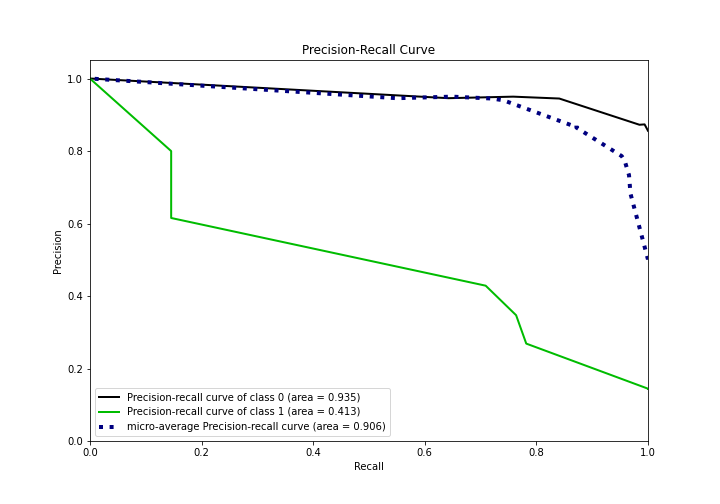 Precision-Recall Curve
1.0
0.8
0.6
0.4
0.2
0.0
Precision
Precision-recall curve of class 0 (area = 0.935)
Precision-recall curve of class 1 (area = 0.413)
micro-average Precision-recall curve (area = 0.906)
0.0 0.2 0.4 0.6 0.8 1.0
Recall